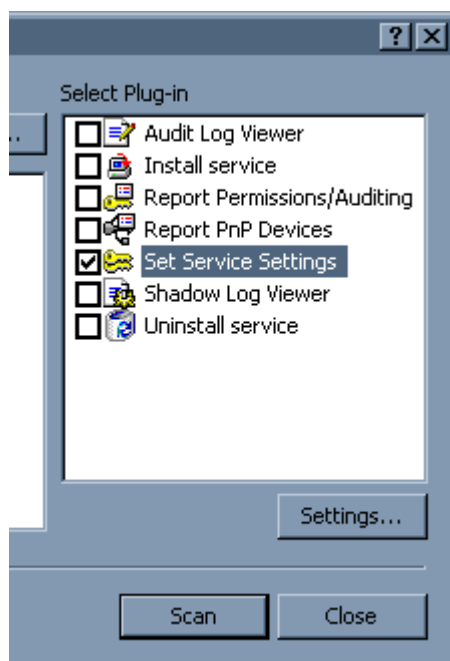 ?
Select Plug-in
..
Audit Log Viewer
Install service
Report Permissions/Auditing
Report PnP Devices
Set Service Settings
Shadow Log Viewer
Uninstall service
Settings...
Scan
Close